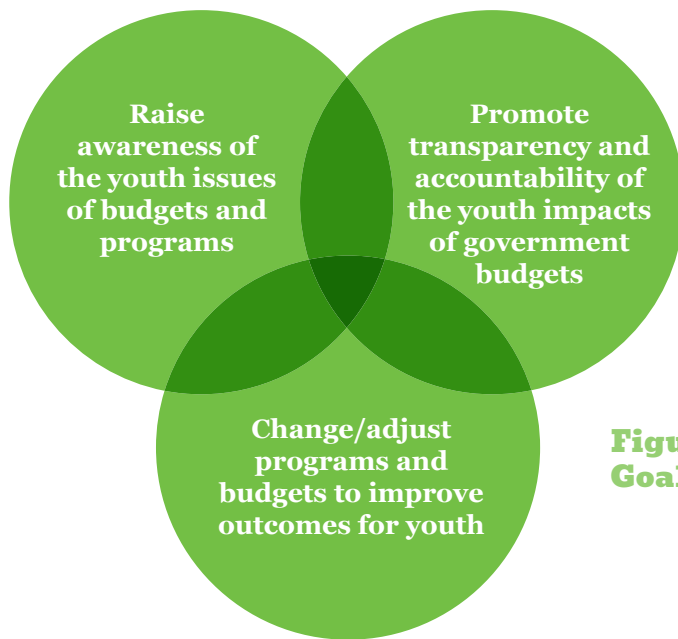 Raise
awareness of
the youth issues
of budgets and
programs
Promote
transparency and
accountability of
the youth impacts
of government
budgets
Change/adjust
programs and
budgets to improve
outcomes for youth